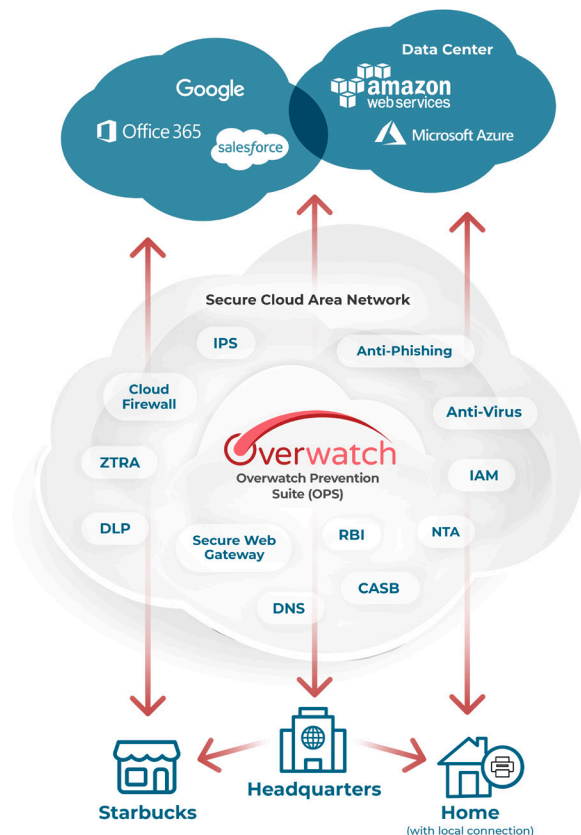 Data Center
Google
amazon
web services
Office 365
Microsoft Azure
salesforce
Secure Cloud Area Network
IPS
Anti-Phishing
Cloud
Firewall
Anti-Virus
Overwatch
ZTRA
Overwatch Prevention
Suite (OPS)
IAM
DLP
Secure Web
Gateway
RBI
NTA
CASB
DNS
Headquarters
Starbucks
Home
(with local connection)